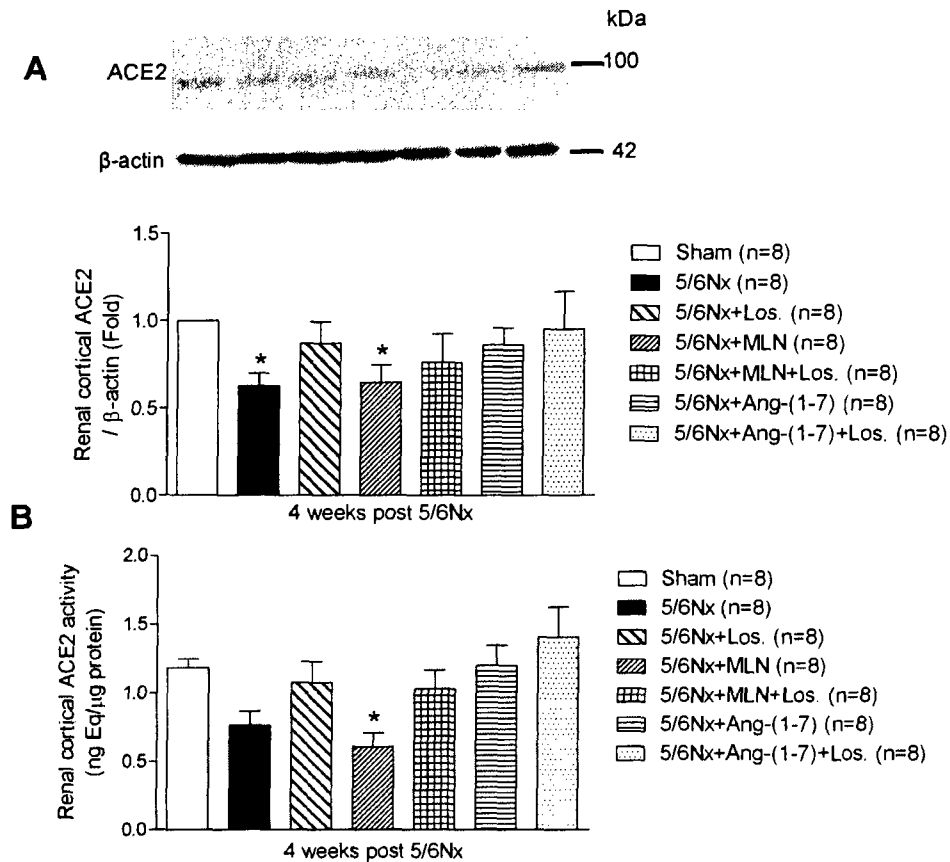 kDa
A
ACE2
100
β-actin
42
Renal cortical ACE2
/ β-actin (Fold)
1.5
1.0
0.5
0.0
*
*
4 weeks post 5/6Nx
Sham (n=8)
5/6Nx (n=8)
5/6Nx+Los. (n=8)
5/6Nx+MLN (n=8)
5/6Nx+MLN+Los. (n=8)
5/6Nx+Ang-(1-7) (n=8)
5/6Nx+Ang-(1-7)+Los. (n=8)
B
Renal cortical ACE2 activity
(ng Eq/µg protein)
2.0
1.5
1.0
0.5
0.0
*
4 weeks post 5/6Nx
Sham (n=8)
5/6Nx (n=8)
5/6Nx+Los. (n=8)
5/6Nx+MLN (n=8)
5/6Nx+MLN+Los. (n=8)
5/6Nx+Ang-(1-7) (n=8)
5/6Nx+Ang-(1-7)+Los. (n=8)